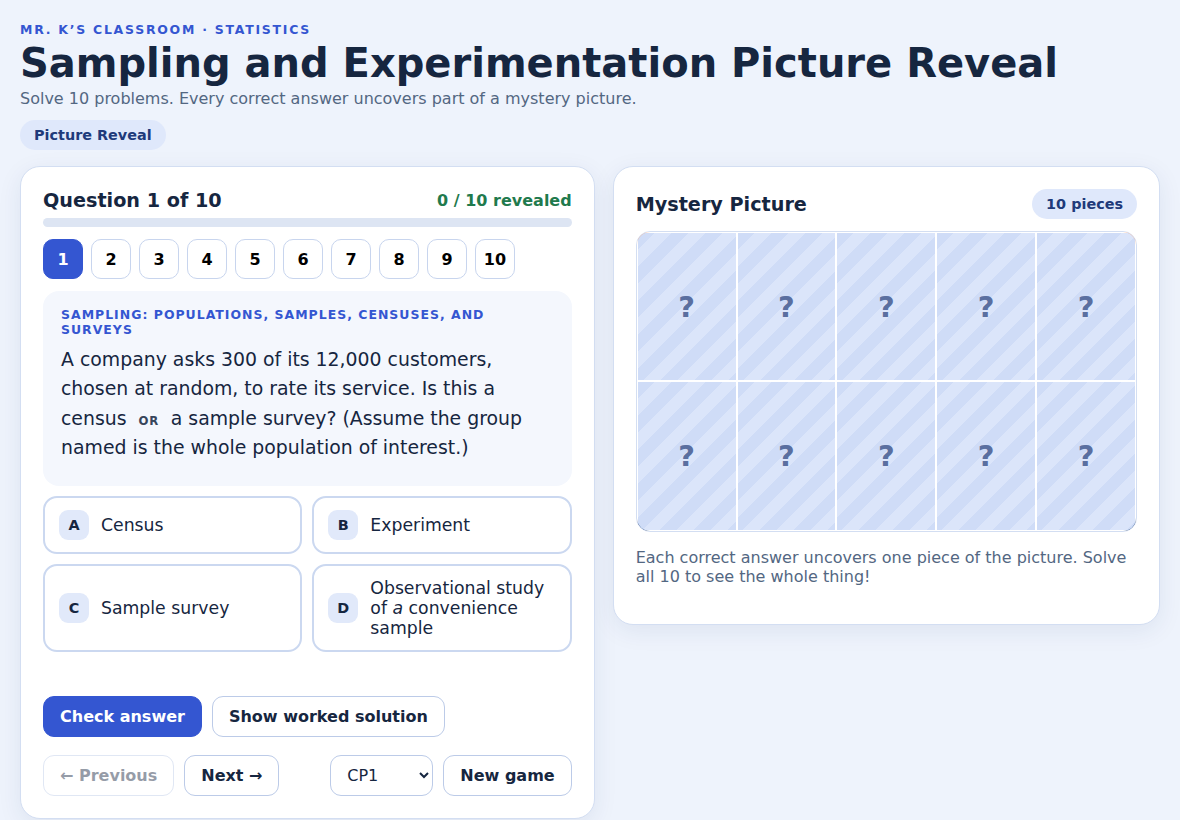 MR. K’S CLASSROOM · STATISTICS
Sampling and Experimentation Picture Reveal
Solve 10 problems. Every correct answer uncovers part of a mystery picture.
Picture Reveal
Question 1 of 10
0 / 10 revealed
1 2 3 4 5 6 7 8 9 10
SAMPLING: POPULATIONS, SAMPLES, CENSUSES, AND
SURVEYS
A company asks 300 of its 12,000 customers,
chosen at random, to rate its service. Is this a
census OR a sample survey? (Assume the group
named is the whole population of interest.)
A Census
B Experiment
C Sample survey
D Observational study
of a convenience
sample
Check answer
Show worked solution
← Previous
Next →
CP1
New game
Mystery Picture
10 pieces
? ? ? ? ?
? ? ? ? ?
Each correct answer uncovers one piece of the picture. Solve
all 10 to see the whole thing!